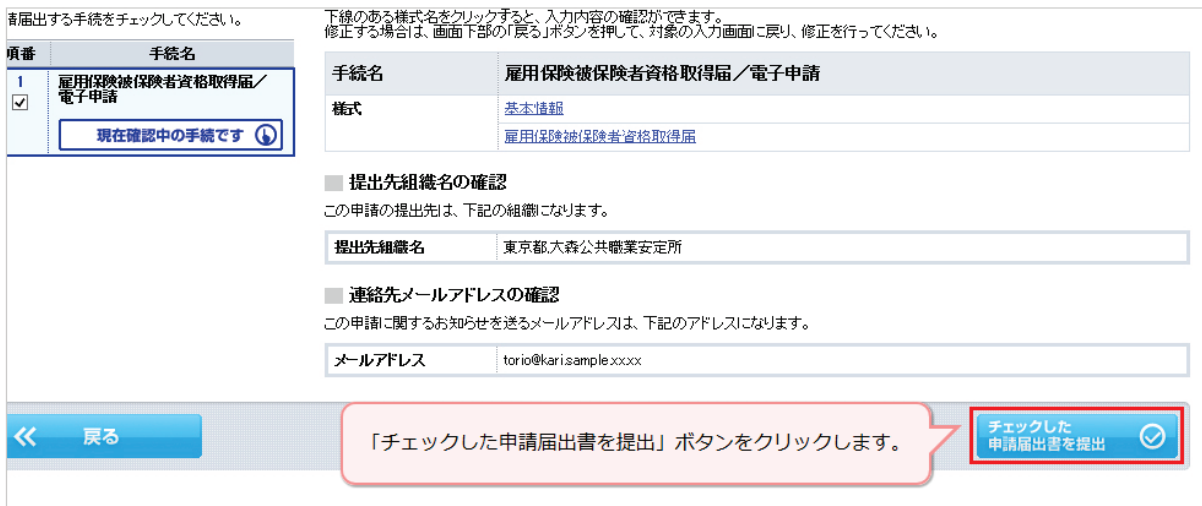 請届出する手続をチェックしてください。
項番 手続名
1 雇用保険被保険者資格取得届／
電子申請
現在確認中の手続です
下線のある様式名をクリックすると、入力内容の確認ができます。
修正する場合は、画面下部の「戻る」ボタンを押して、対象の入力画面に戻り、修正を行ってください。
手続名 雇用保険被保険者資格取得届／電子申請
様式 基本情報
雇用保険被保険者資格取得届
提出先組織名の確認
この申請の提出先は、下記の組織になります。
提出先組織名 東京都,大森公共職業安定所
連絡先メールアドレスの確認
この申請に関するお知らせを送るメールアドレスは、下記のアドレスになります。
メールアドレス torio@kari.sample.xxxx
戻る
「チェックした申請届出書を提出」ボタンをクリックします。
チェックした
申請届出書を提出